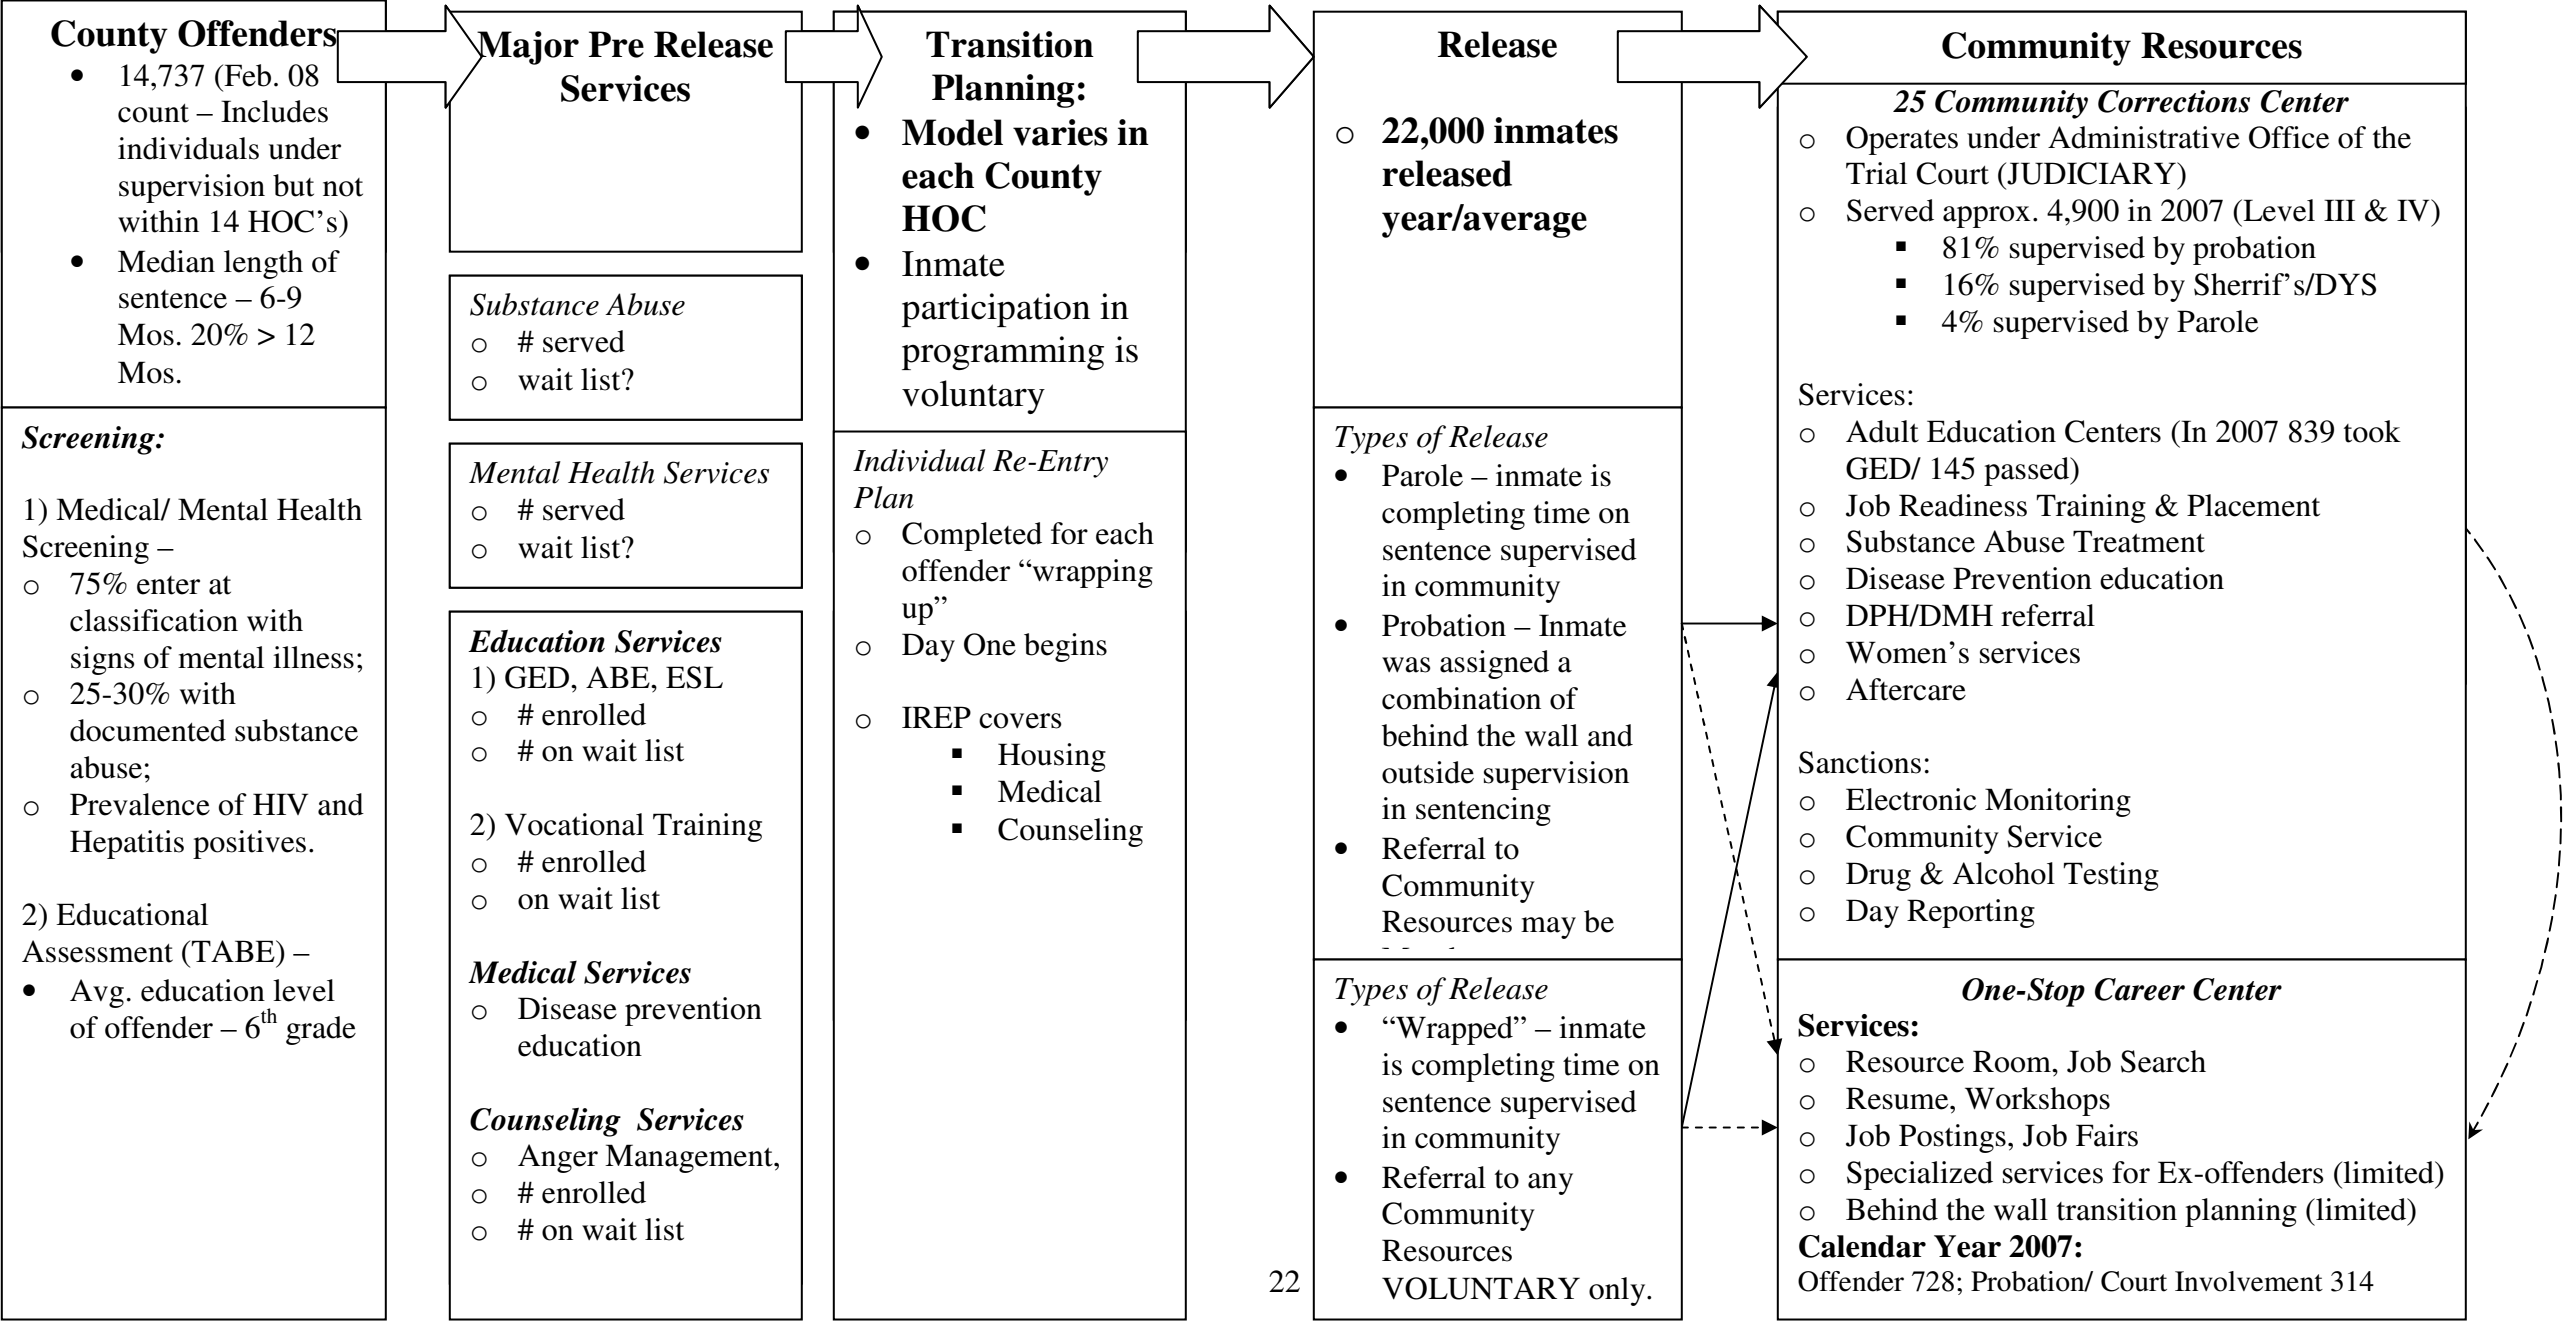 County Offenders
• 14,737 (Feb. 08
count – Includes
individuals under
supervision but not
within 14 HOC’s)
• Median length of
sentence – 6-9
Mos. 20% > 12
Mos.
Screening:
1) Medical/ Mental Health
Screening –
o 75% enter at
classification with
signs of mental illness;
o 25-30% with
documented substance
abuse;
o Prevalence of HIV and
Hepatitis positives.
2) Educational
Assessment (TABE) –
• Avg. education level
of offender – 6th grade
Major Pre Release
Services
Substance Abuse
o # served
o wait list?
Mental Health Services
o # served
o wait list?
Education Services
1) GED, ABE, ESL
o # enrolled
o # on wait list
2) Vocational Training
o # enrolled
o on wait list
Medical Services
o Disease prevention
education
Counseling Services
o Anger Management,
o # enrolled
o # on wait list
Transition
Planning:
• Model varies in
each County
HOC
• Inmate
participation in
programming is
voluntary
Individual Re-Entry
Plan
o Completed for each
offender “wrapping
up”
o Day One begins
o IREP covers
▪ Housing
▪ Medical
▪ Counseling
Release
o 22,000 inmates
released
year/average
Types of Release
• Parole – inmate is
completing time on
sentence supervised
in community
• Probation – Inmate
was assigned a
combination of
behind the wall and
outside supervision
in sentencing
• Referral to
Community
Resources may be
Types of Release
• “Wrapped” – inmate
is completing time on
sentence supervised
in community
• Referral to any
Community
Resources
VOLUNTARY only.
Community Resources
25 Community Corrections Center
o Operates under Administrative Office of the
Trial Court (JUDICIARY)
o Served approx. 4,900 in 2007 (Level III & IV)
▪ 81% supervised by probation
▪ 16% supervised by Sherrif’s/DYS
▪ 4% supervised by Parole
Services:
o Adult Education Centers (In 2007 839 took
GED/ 145 passed)
o Job Readiness Training & Placement
o Substance Abuse Treatment
o Disease Prevention education
o DPH/DMH referral
o Women’s services
o Aftercare
Sanctions:
o Electronic Monitoring
o Community Service
o Drug & Alcohol Testing
o Day Reporting
One-Stop Career Center
Services:
o Resource Room, Job Search
o Resume, Workshops
o Job Postings, Job Fairs
o Specialized services for Ex-offenders (limited)
o Behind the wall transition planning (limited)
Calendar Year 2007:
Offender 728; Probation/ Court Involvement 314
22